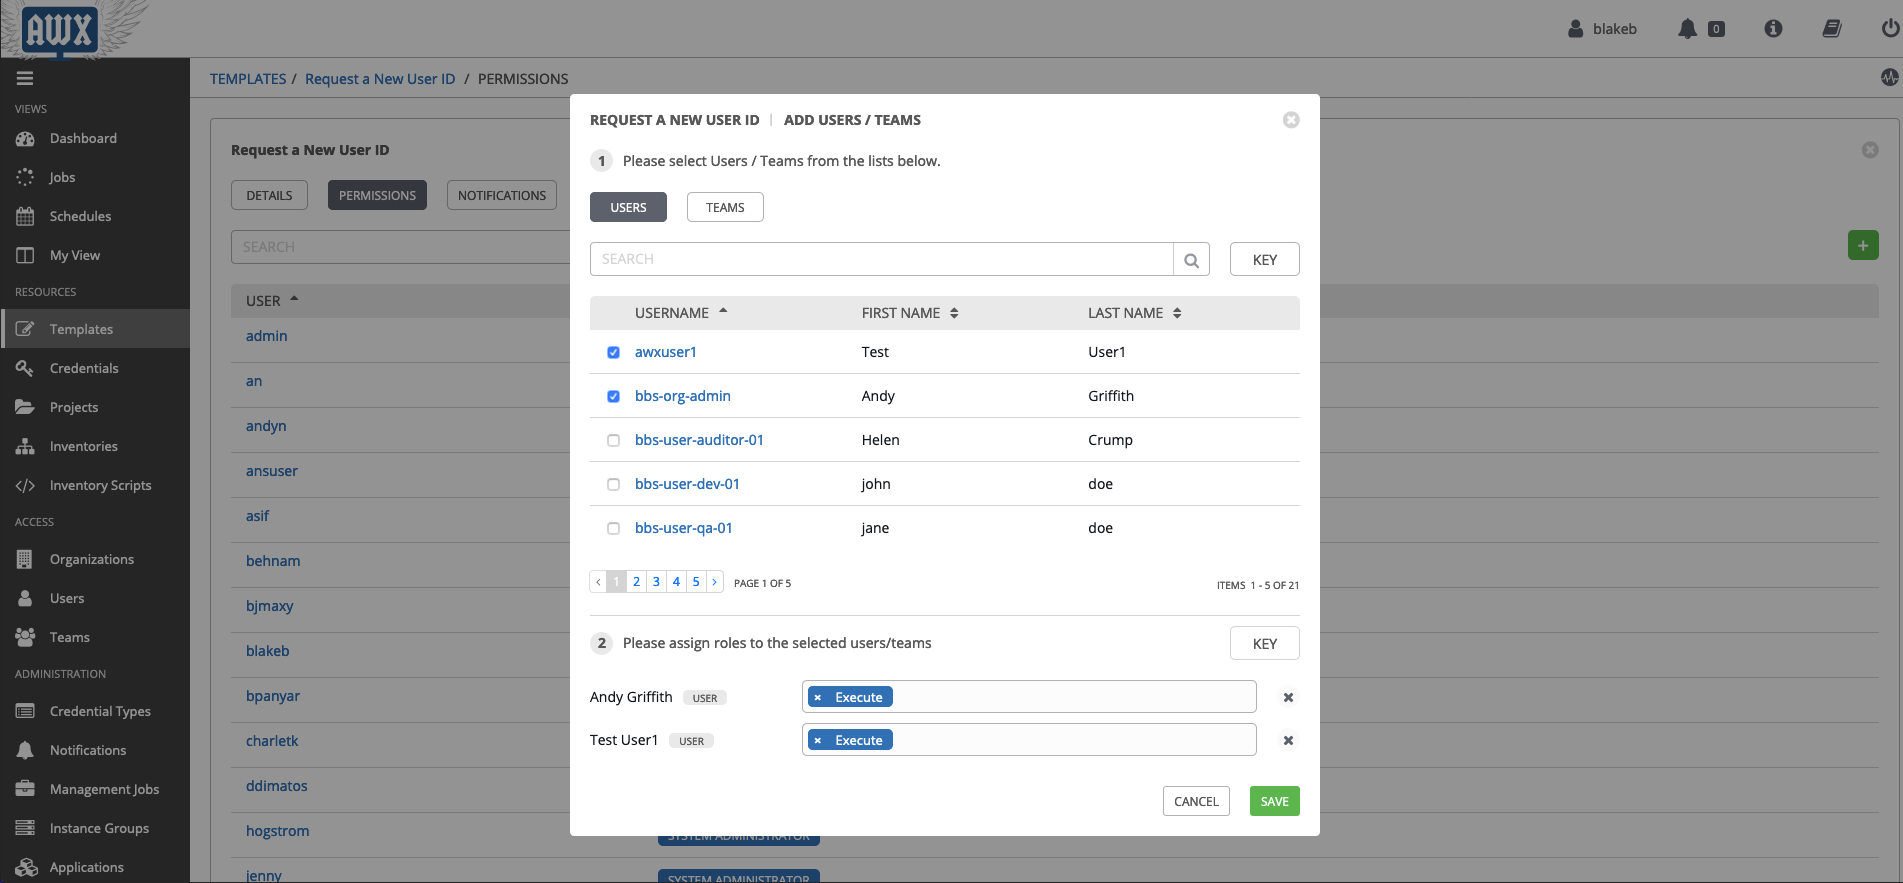 AWX
blakeb
0
TEMPLATES / Request a New User ID / PERMISSIONS
VIEWS
Dashboard
Jobs
Schedules
My View
RESOURCES
Templates
Credentials
Projects
Inventories
Inventory Scripts
ACCESS
Organizations
Users
Teams
ADMINISTRATION
Credential Types
Notifications
Management Jobs
Instance Groups
Applications
Request a New User ID
DETAILS
PERMISSIONS
NOTIFICATIONS
SEARCH
USER
admin
an
andyn
ansuser
asif
behnam
bjmaxy
blakeb
bpanyar
charletk
ddimatos
hogstrom
SYSTEM ADMINISTRATOR
jenny
SYSTEM ADMINISTRATOR
REQUEST A NEW USER ID | ADD USERS / TEAMS
1 Please select Users / Teams from the lists below.
USERS
TEAMS
SEARCH
KEY
USERNAME FIRST NAME LAST NAME
awxuser1 Test User1
bbs-org-admin Andy Griffith
bbs-user-auditor-01 Helen Crump
bbs-user-dev-01 john doe
bbs-user-qa-01 jane doe
‹ 1 2 3 4 5 › PAGE 1 OF 5
ITEMS 1 - 5 OF 21
2 Please assign roles to the selected users/teams
KEY
Andy Griffith USER × Execute
Test User1 USER × Execute
CANCEL
SAVE